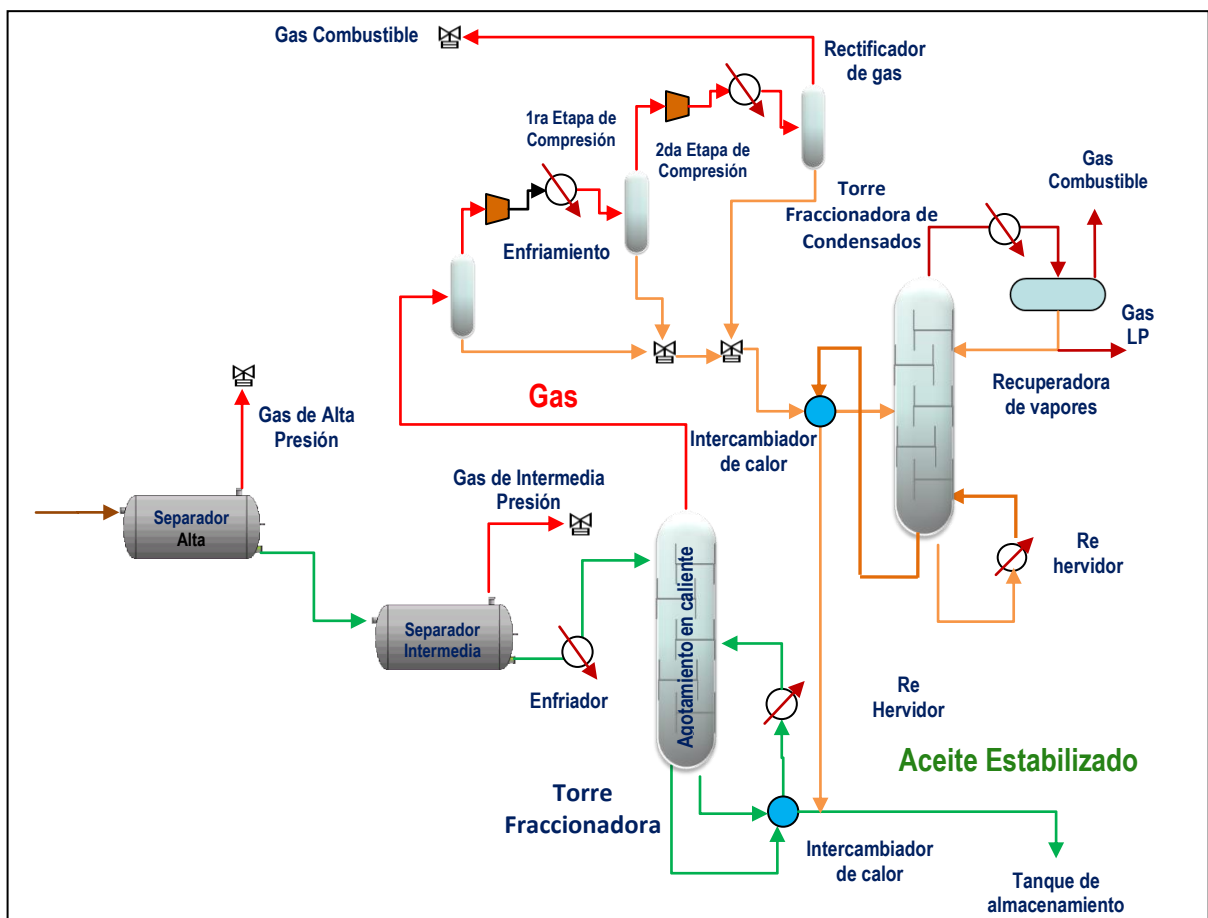 Gas Combustible
Rectificador
de gas
1ra Etapa de
Compresión
2da Etapa de
Compresión
Gas
Combustible
Torre
Fraccionadora de
Condensados
Enfriamiento
Gas
LP
Recuperadora
de vapores
Gas
Gas de Alta
Presión
Intercambiador
de calor
Gas de Intermedia
Presión
Separador
Alta
Re
hervidor
Agotamiento en caliente
Separador
Intermedia
Enfriador
Re
Hervidor
Aceite Estabilizado
Torre
Fraccionadora
Intercambiador
de calor
Tanque de
almacenamiento